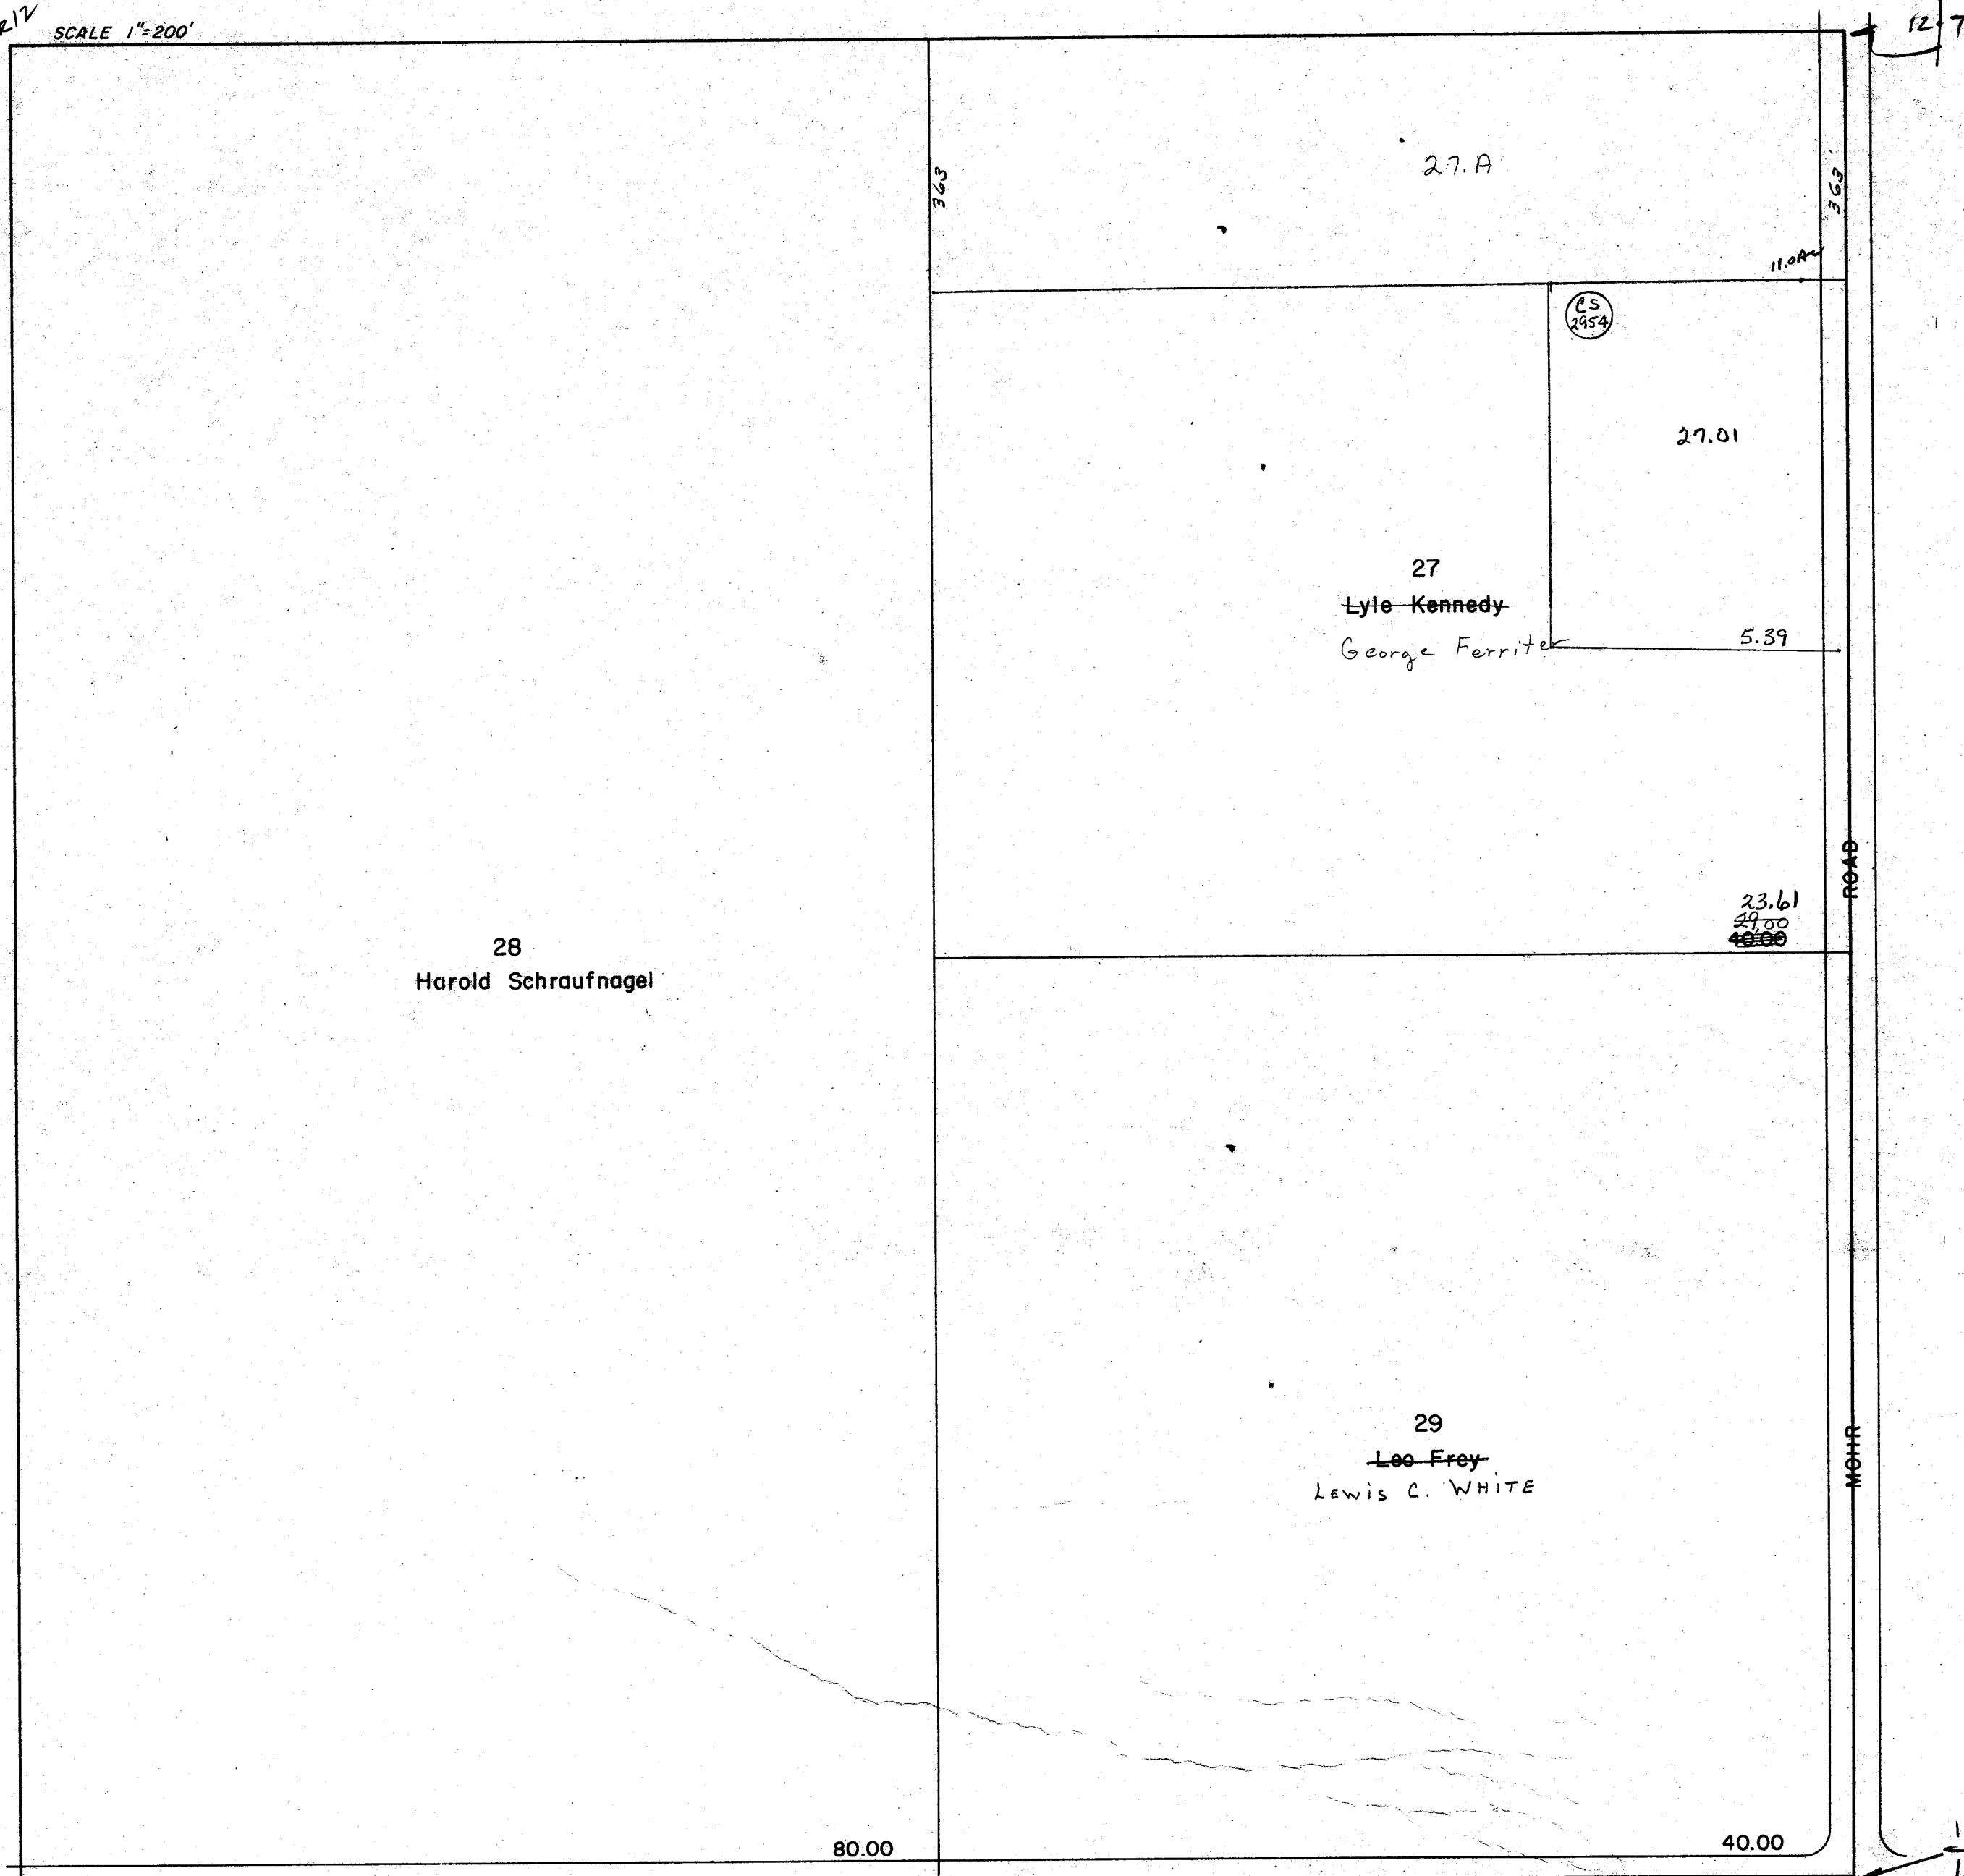 SCALE 1"=200'
12 7
363
27.A
363'
11.0Ac
CS
2954
27.01
27
Lyle Kennedy
George Ferriter
5.39
ROAD
23.61
29.00
40.00
28
Harold Schraufnagel
29
Leo Frey
LEWIS C. WHITE
MOHR
80.00
40.00